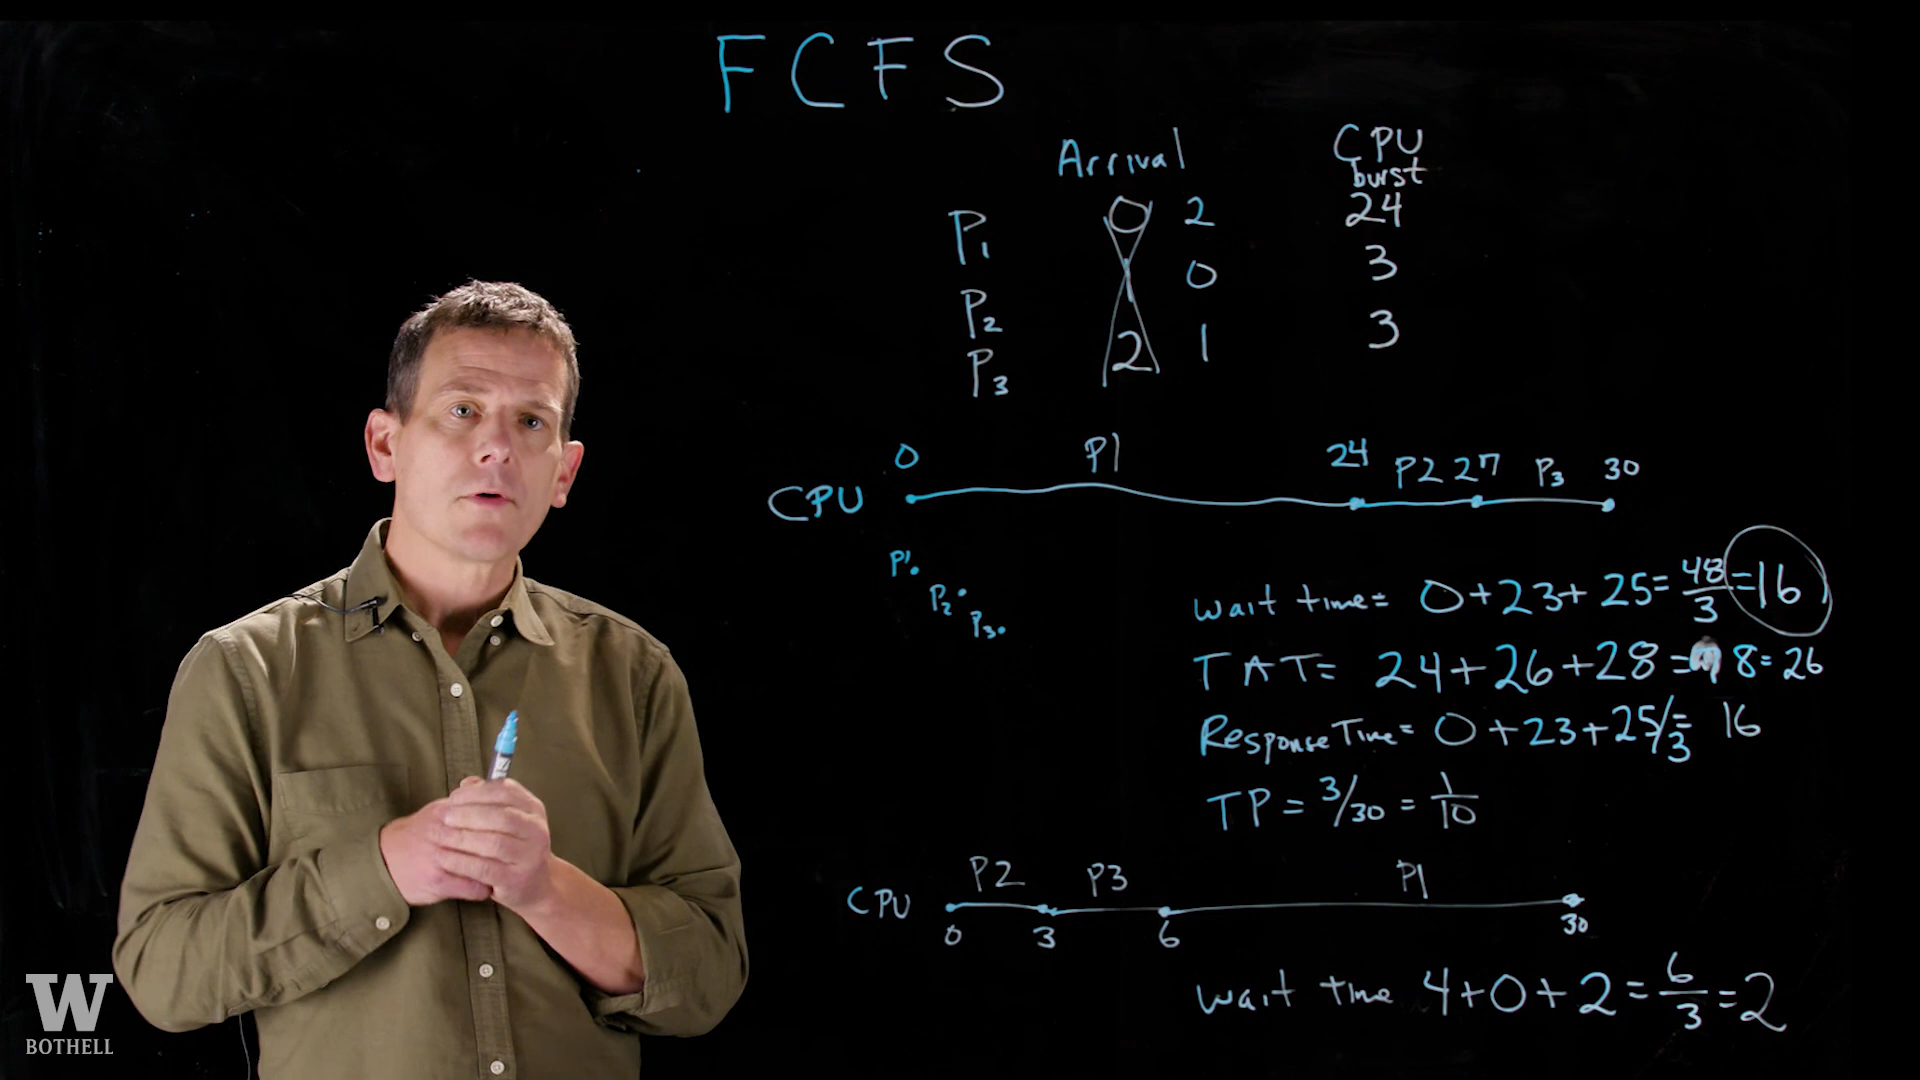 FCFS
Arrival CPU burst
P1 0 2 24
P2 0 3
P3 2 1 3
0 P1 24 P2 27 P3 30
CPU
P1
P2
P3
wait time = 0+23+25 = 48/3 = 16
TAT = 24+26+28 = 8 = 26
Response Time = 0+23+25/3 = 16
TP = 3/30 = 1/10
CPU P2 P3 P1
0 3 6 30
wait time 4+0+2 = 6/3 = 2
W
BOTHELL